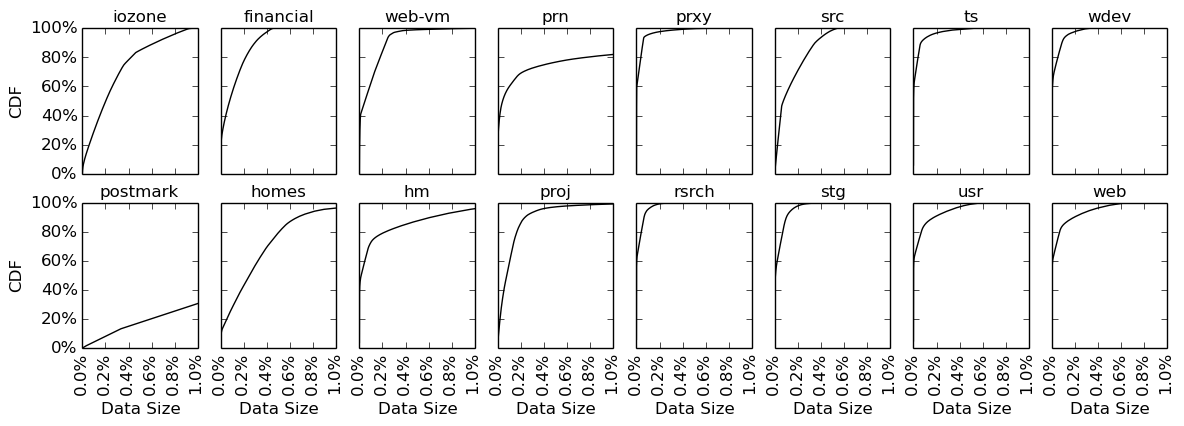 iozone financial web-vm prn prxy src ts wdev
100%
80%
60%
40%
20%
0%
CDF
postmark homes hm proj rsrch stg usr web
100%
80%
60%
40%
20%
0%
CDF
0.0% 0.2% 0.4% 0.6% 0.8% 1.0% 0.0% 0.2% 0.4% 0.6% 0.8% 1.0% 0.0% 0.2% 0.4% 0.6% 0.8% 1.0% 0.0% 0.2% 0.4% 0.6% 0.8% 1.0% 0.0% 0.2% 0.4% 0.6% 0.8% 1.0% 0.0% 0.2% 0.4% 0.6% 0.8% 1.0% 0.0% 0.2% 0.4% 0.6% 0.8% 1.0% 0.0% 0.2% 0.4% 0.6% 0.8% 1.0%
Data Size Data Size Data Size Data Size Data Size Data Size Data Size Data Size